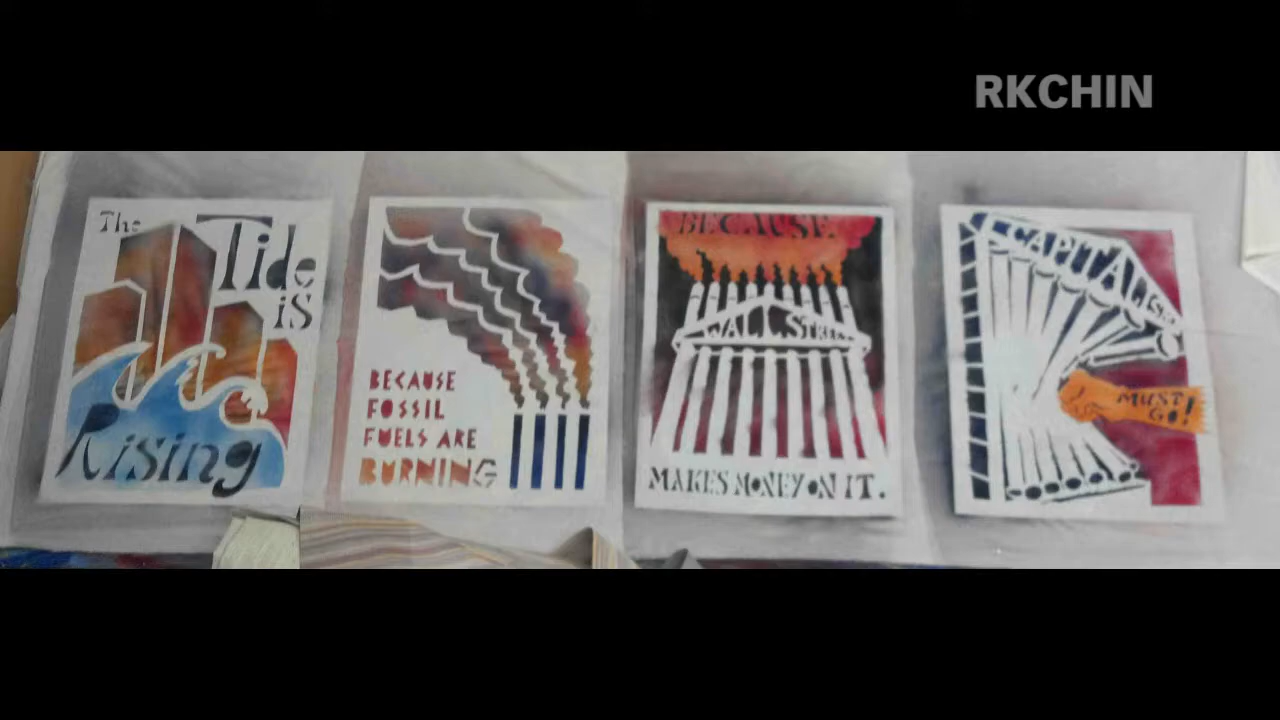 RKCHIN
The Tide
is
Rising
BECAUSE
FOSSIL
FUELS ARE
BURNING
BECAUSE
WALL STREET
MAKES MONEY ON IT.
CAPITALISM
MUST
GO!